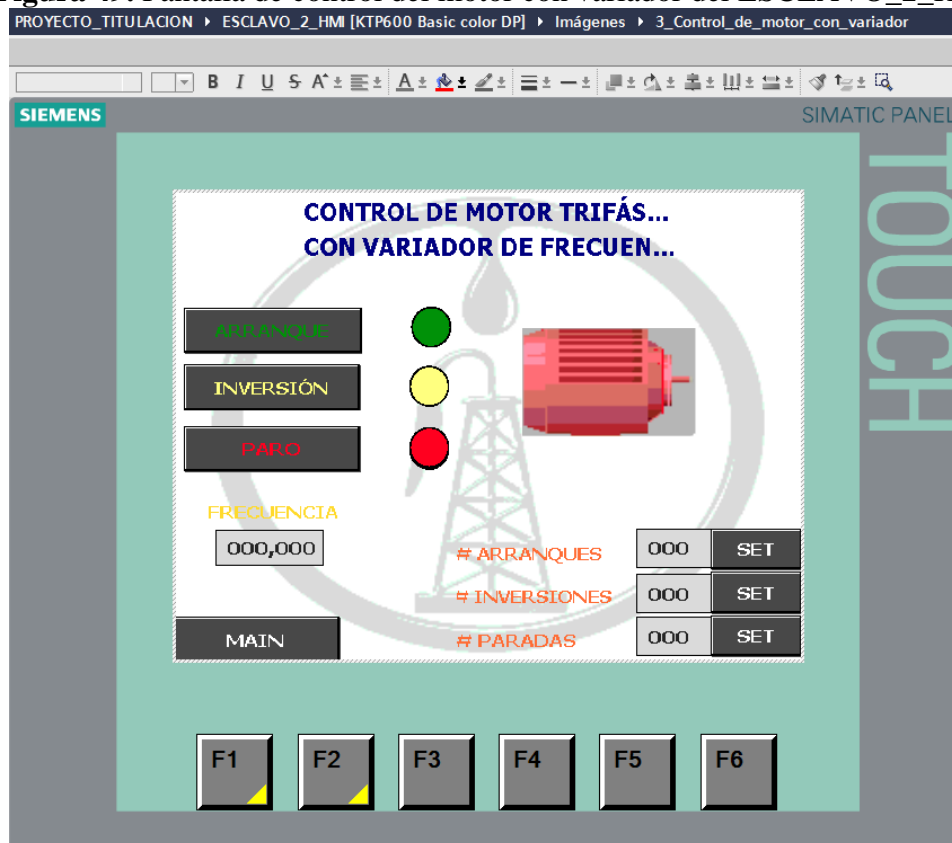 PROYECTO_TITULACION ▸ ESCLAVO_2_HMI [KTP600 Basic color DP] ▸ Imágenes ▸ 3_Control_de_motor_con_variador
B I U S A A
SIEMENS
SIMATIC PANEL
TOUCH
CONTROL DE MOTOR TRIFÁS...
CON VARIADOR DE FRECUEN...
ARRANQUE
INVERSIÓN
PARO
FRECUENCIA
000,000
# ARRANQUES 000 SET
# INVERSIONES 000 SET
# PARADAS 000 SET
MAIN
F1 F2 F3 F4 F5 F6